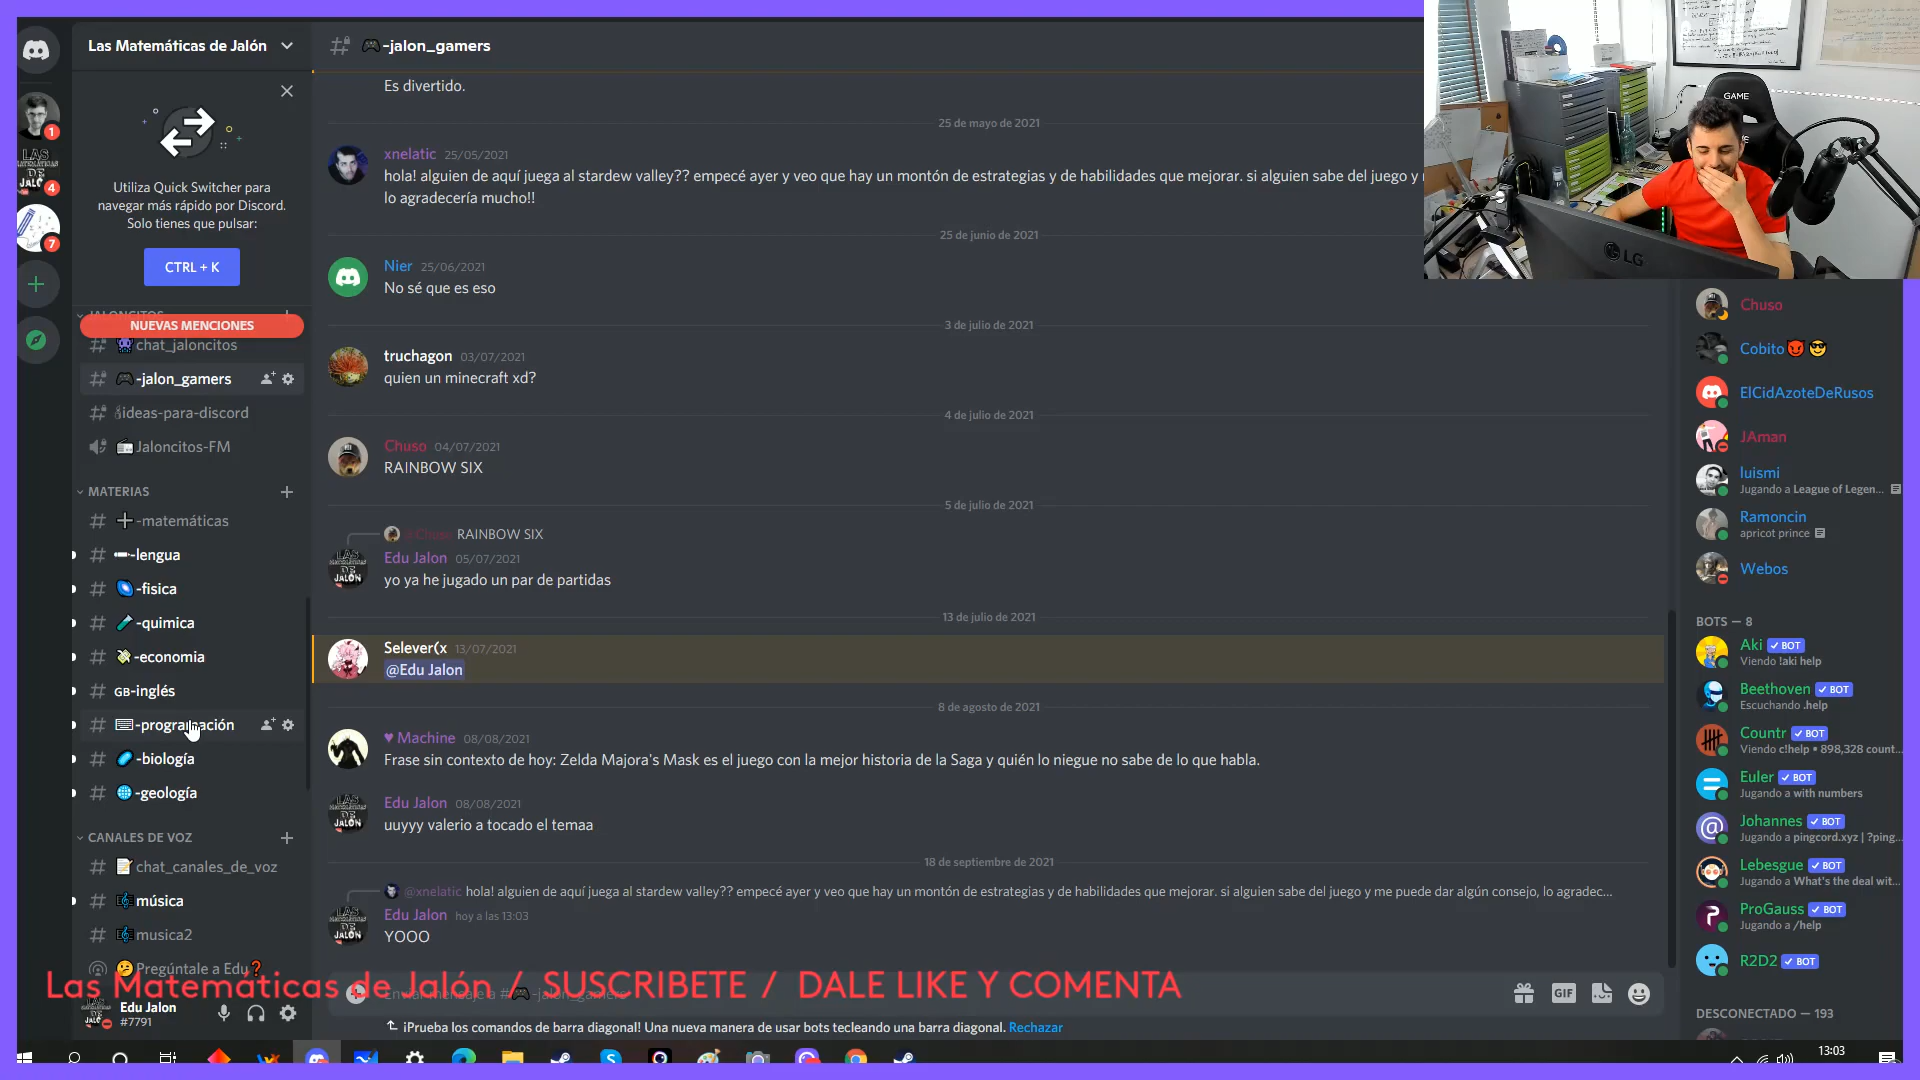 Las Matemáticas de Jalón
-jalon_gamers
Utiliza Quick Switcher para
navegar más rápido por Discord.
Solo tienes que pulsar:
CTRL + K
1
4
7
NUEVAS MENCIONES
chat_jaloncitos
-jalon_gamers
ideas-para-discord
Jaloncitos-FM
MATERIAS
-matemáticas
-lengua
-fisica
-quimica
-economia
GB-inglés
-programación
-biología
-geología
CANALES DE VOZ
chat_canales_de_voz
música
musica2
Pregúntale a Edu
Edu Jalon
#7791
Es divertido.
25 de mayo de 2021
xnelatic 25/05/2021
hola! alguien de aquí juega al stardew valley?? empecé ayer y veo que hay un montón de estrategias y de habilidades que mejorar. si alguien sabe del juego y
lo agradecería mucho!!
25 de junio de 2021
Nier 25/06/2021
No sé que es eso
3 de julio de 2021
truchagon 03/07/2021
quien un minecraft xd?
4 de julio de 2021
Chuso 04/07/2021
RAINBOW SIX
5 de julio de 2021
@Chuso RAINBOW SIX
Edu Jalon 05/07/2021
yo ya he jugado un par de partidas
13 de julio de 2021
Selever(x 13/07/2021
@Edu Jalon
8 de agosto de 2021
♥ Machine 08/08/2021
Frase sin contexto de hoy: Zelda Majora's Mask es el juego con la mejor historia de la Saga y quién lo niegue no sabe de lo que habla.
Edu Jalon 08/08/2021
uuyyy valerio a tocado el temaa
18 de septiembre de 2021
@xnelatic hola! alguien de aquí juega al stardew valley?? empecé ayer y veo que hay un montón de estrategias y de habilidades que mejorar. si alguien sabe del juego y me puede dar algún consejo, lo agradec...
Edu Jalon hoy a las 13:03
YOOO
Las Matemáticas de Jalón / SUSCRIBETE / DALE LIKE Y COMENTA
¡Prueba los comandos de barra diagonal! Una nueva manera de usar bots tecleando una barra diagonal. Rechazar
GIF
GAME
LG
Chuso
Cobito
ElCidAzoteDeRusos
JAman
luismi
Jugando a League of Legen...
Ramoncin
apricot prince
Webos
BOTS — 8
Aki BOT
Viendo !aki help
Beethoven BOT
Escuchando .help
Countr BOT
Viendo c!help • 898,328 count...
Euler BOT
Jugando a with numbers
Johannes BOT
Jugando a pingcord.xyz | ?ping...
Lebesgue BOT
Jugando a What's the deal wit...
ProGauss BOT
Jugando a /help
R2D2 BOT
DESCONECTADO — 193
13:03